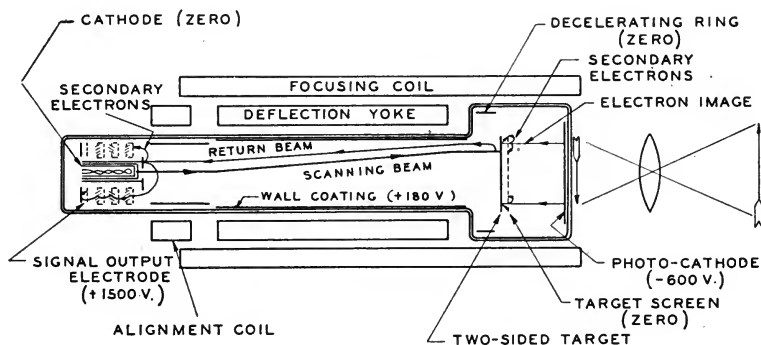 CATHODE (ZERO)
DECELERATING RING
(ZERO)
SECONDARY
ELECTRONS
SECONDARY
ELECTRONS
FOCUSING COIL
ELECTRON IMAGE
DEFLECTION YOKE
RETURN BEAM
SCANNING BEAM
WALL COATING (+180 V.)
SIGNAL OUTPUT
ELECTRODE
(+1500 V.)
PHOTO-CATHODE
(-600 V.)
TARGET SCREEN
(ZERO)
ALIGNMENT COIL
TWO-SIDED TARGET